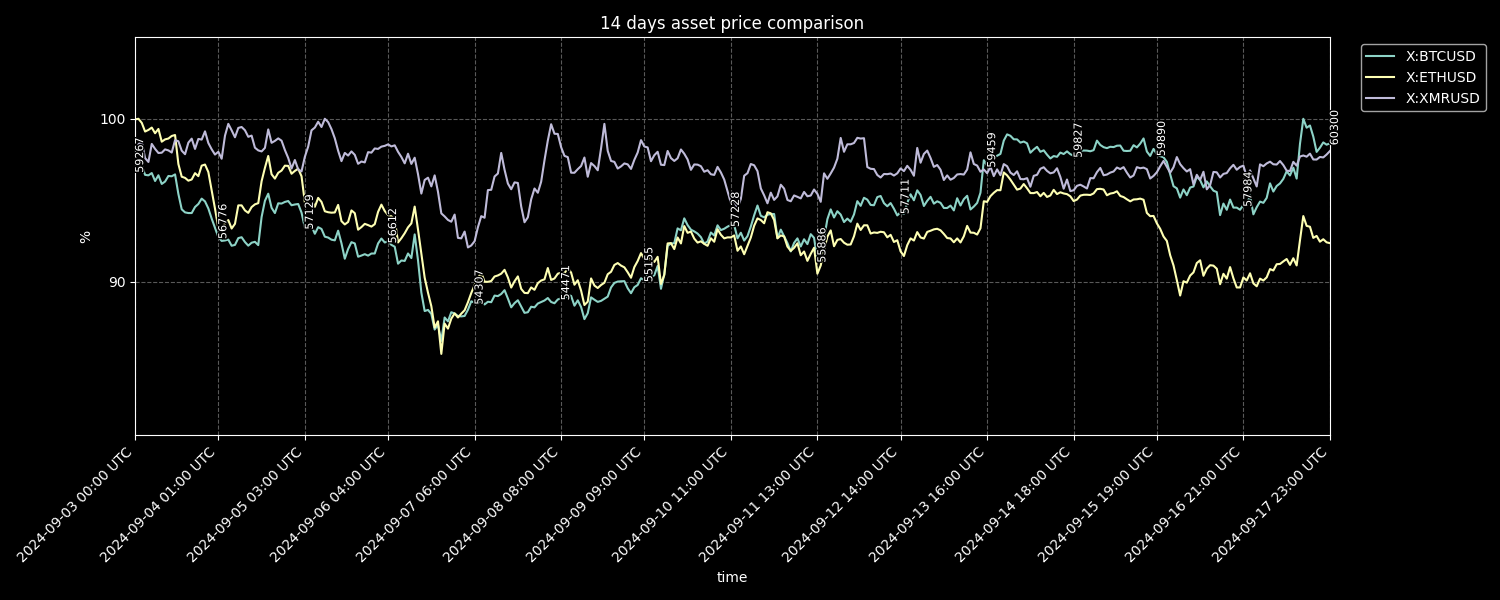 14 days asset price comparison
X:BTCUSD
X:ETHUSD
X:XMRUSD
100
90
%
59267
56776
57129
56612
54307
54471
55155
57228
55886
57711
59459
59827
59890
57984
60300
2024-09-03 00:00 UTC
2024-09-04 01:00 UTC
2024-09-05 03:00 UTC
2024-09-06 04:00 UTC
2024-09-07 06:00 UTC
2024-09-08 08:00 UTC
2024-09-09 09:00 UTC
2024-09-10 11:00 UTC
2024-09-11 13:00 UTC
2024-09-12 14:00 UTC
2024-09-13 16:00 UTC
2024-09-14 18:00 UTC
2024-09-15 19:00 UTC
2024-09-16 21:00 UTC
2024-09-17 23:00 UTC
time